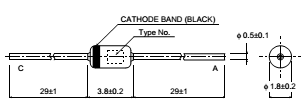 CATHODE BAND (BLACK)
Type No.
ϕ 0.5±0.1
C
A
29±1
3.8±0.2
29±1
ϕ 1.8±0.2